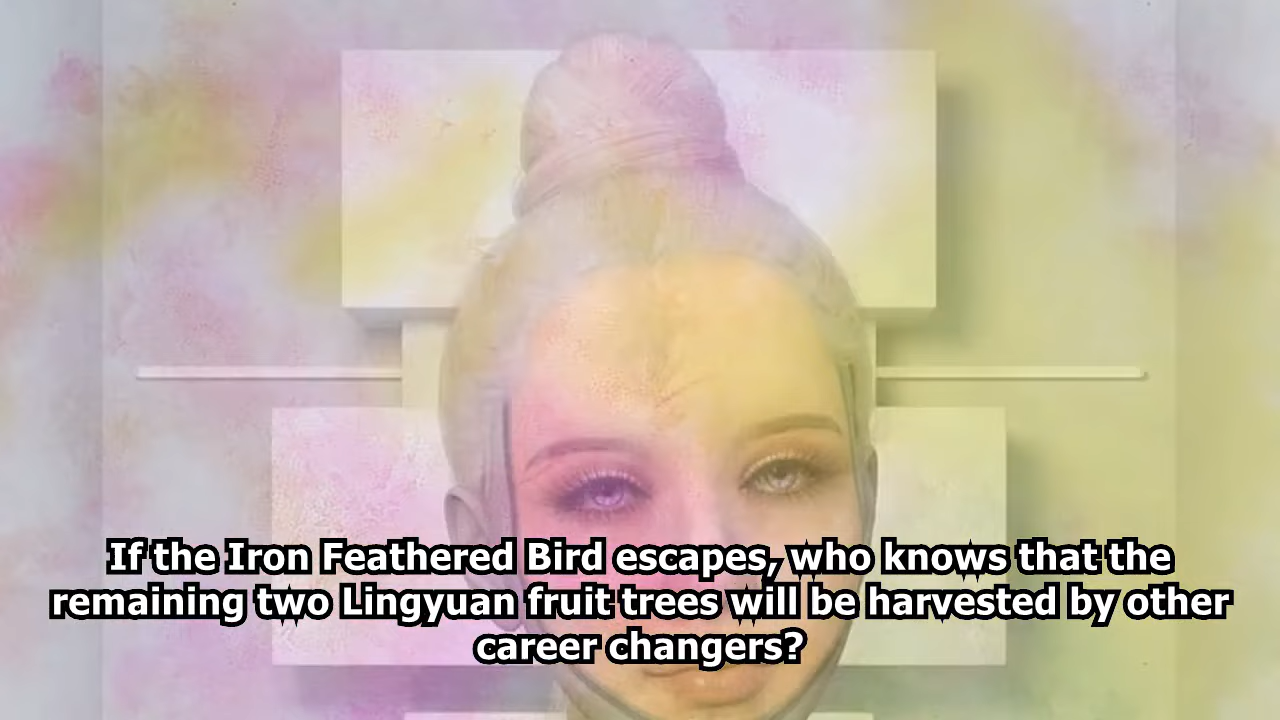 If the Iron Feathered Bird escapes, who knows that the
remaining two Lingyuan fruit trees will be harvested by other
career changers?